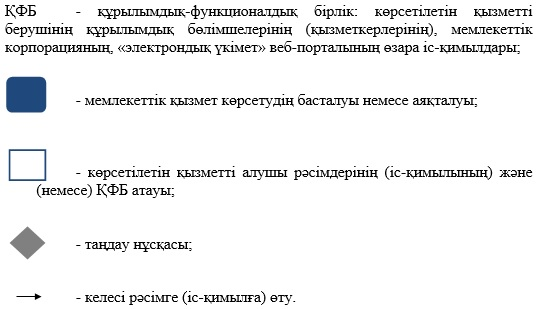 ҚФБ - құрылымдық-функционалдық бірлік: көрсетілетін қызметті
берушінің құрылымдық бөлімшелерінің (қызметкерлерінің), мемлекеттік
корпорацияның, «электрондық үкімет» веб-порталының өзара іс-қимылдары;
- мемлекеттік қызмет көрсетудің басталуы немесе аяқталуы;
- көрсетілетін қызметті алушы рәсімдерінің (іс-қимылының) және
(немесе) ҚФБ атауы;
- таңдау нұсқасы;
- келесі рәсімге (іс-қимылға) өту.